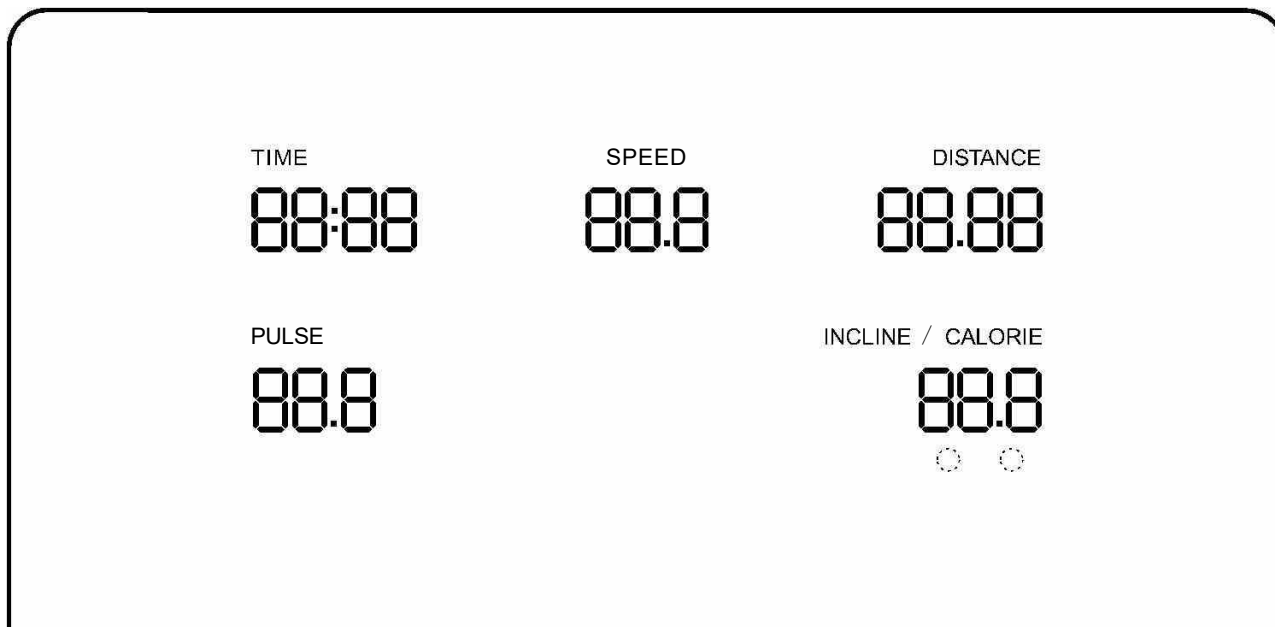 TIME SPEED DISTANCE
88:88 88.8 88.88
PULSE INCLINE / CALORIE
88.8 88.8